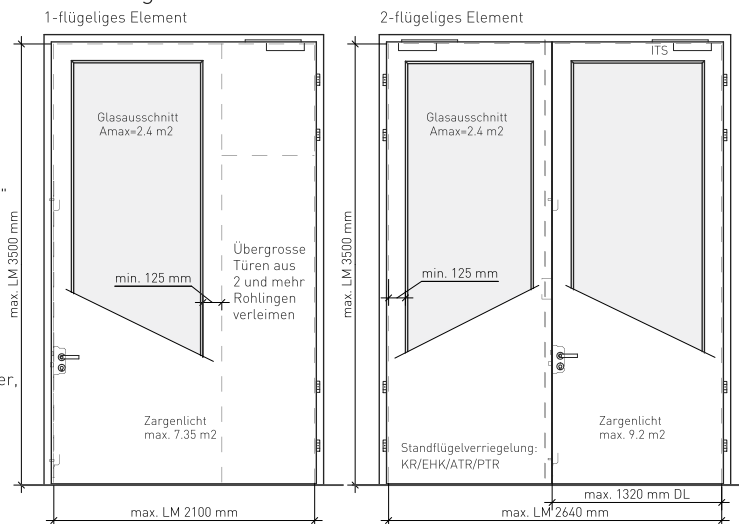 1-flügeliges Element
Glasausschnitt
Amax=2.4 m2
max. LM 3500 mm
min. 125 mm
Übergrosse
Türen aus
2 und mehr
Rohlingen
verleimen
Zargenlicht
max. 7.35 m2
max. LM 2100 mm
er,
2-flügeliges Element
ITS
Glasausschnitt
Amax=2.4 m2
max. LM 3500 mm
min. 125 mm
Zargenlicht
max. 9.2 m2
Standflügelverriegelung:
KR/EHK/ATR/PTR
max. 1320 mm DL
max. LM 2640 mm